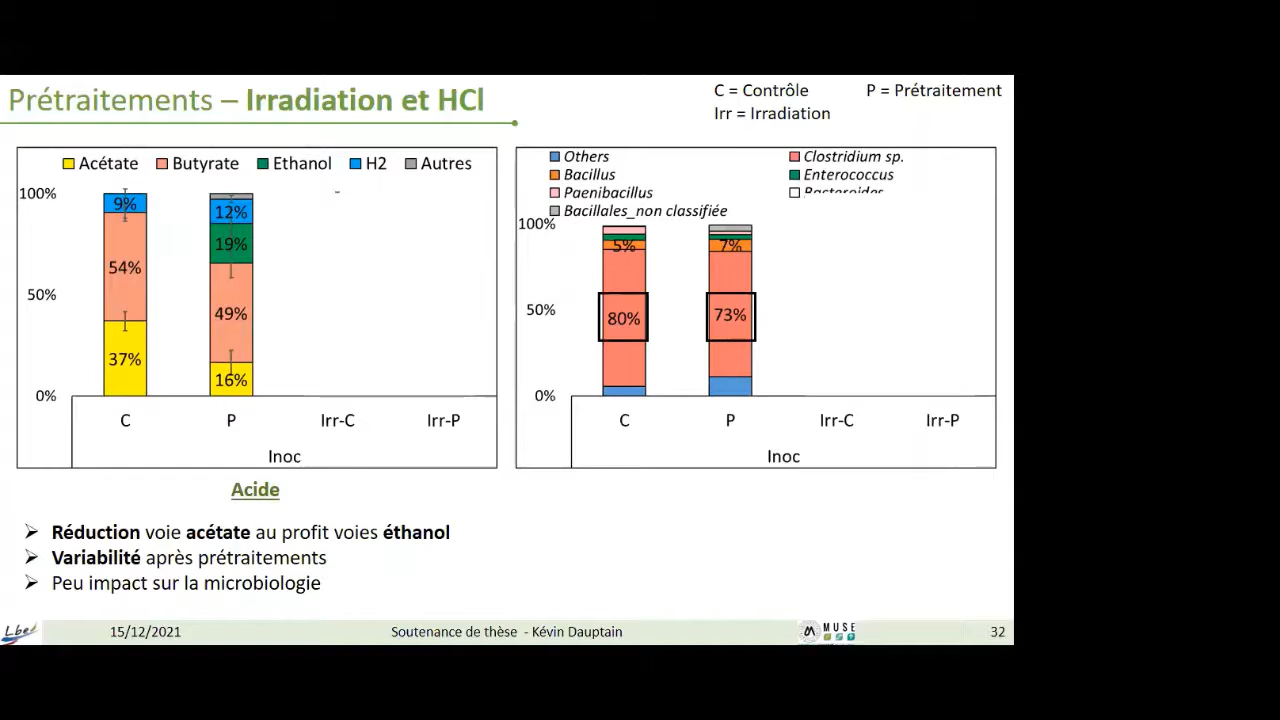 Prétraitements – Irradiation et HCl
C = Contrôle P = Prétraitement
Irr = Irradiation
Acétate Butyrate Ethanol H2 Autres
100%
50%
0%
9%
54%
37%
12%
19%
49%
16%
C P Irr-C Irr-P
Inoc
Others Clostridium sp.
Bacillus Enterococcus
Paenibacillus Bacteroides
Bacillales_non classifiée
100%
50%
0%
5%
80%
7%
73%
C P Irr-C Irr-P
Inoc
Acide
Réduction voie acétate au profit voies éthanol
Variabilité après prétraitements
Peu impact sur la microbiologie
Lbe 15/12/2021 Soutenance de thèse - Kévin Dauptain MUSE 32